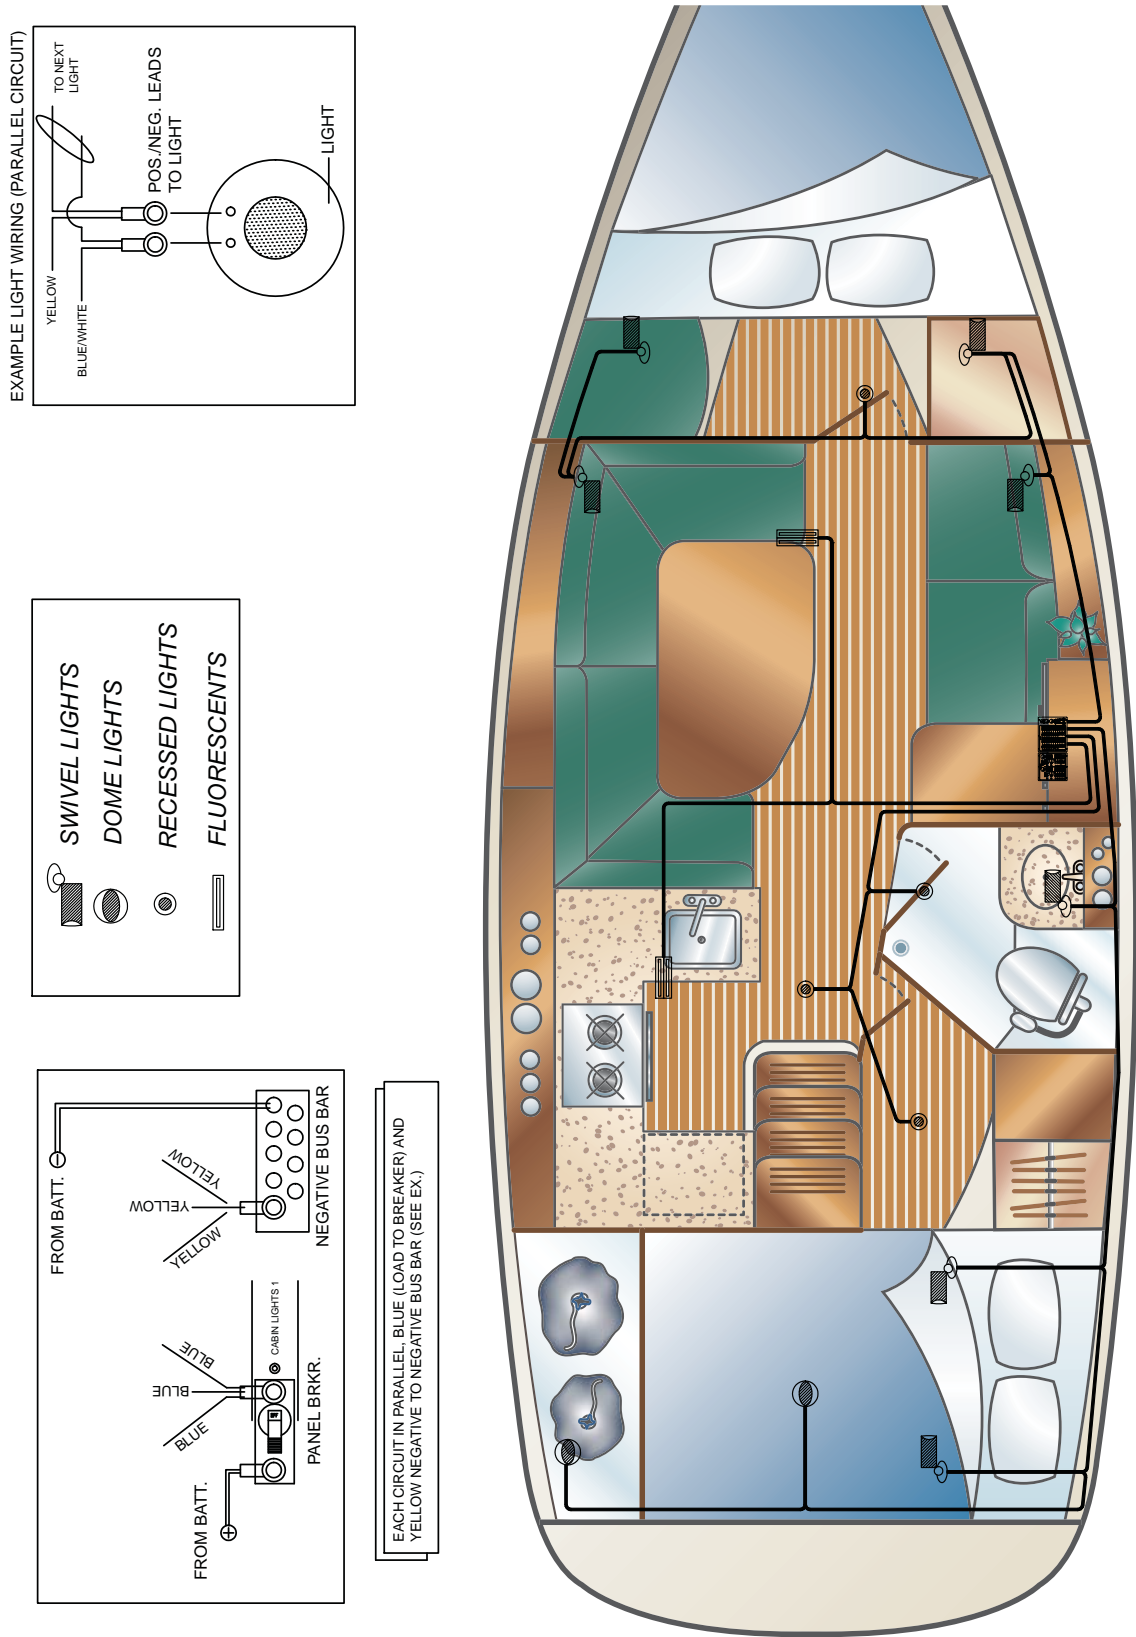 EXAMPLE LIGHT WIRING (PARALLEL CIRCUIT)
YELLOW
TO NEXT
LIGHT
BLUE/WHITE
POS./NEG. LEADS
TO LIGHT
LIGHT
SWIVEL LIGHTS
DOME LIGHTS
RECESSED LIGHTS
FLUORESCENTS
FROM BATT.
YELLOW
YELLOW
YELLOW
NEGATIVE BUS BAR
BLUE
BLUE
BLUE
CABIN LIGHTS 1
PANEL BRKR.
FROM BATT.
EACH CIRCUIT IN PARALLEL, BLUE (LOAD TO BREAKER) AND
YELLOW NEGATIVE TO NEGATIVE BUS BAR (SEE EX.)